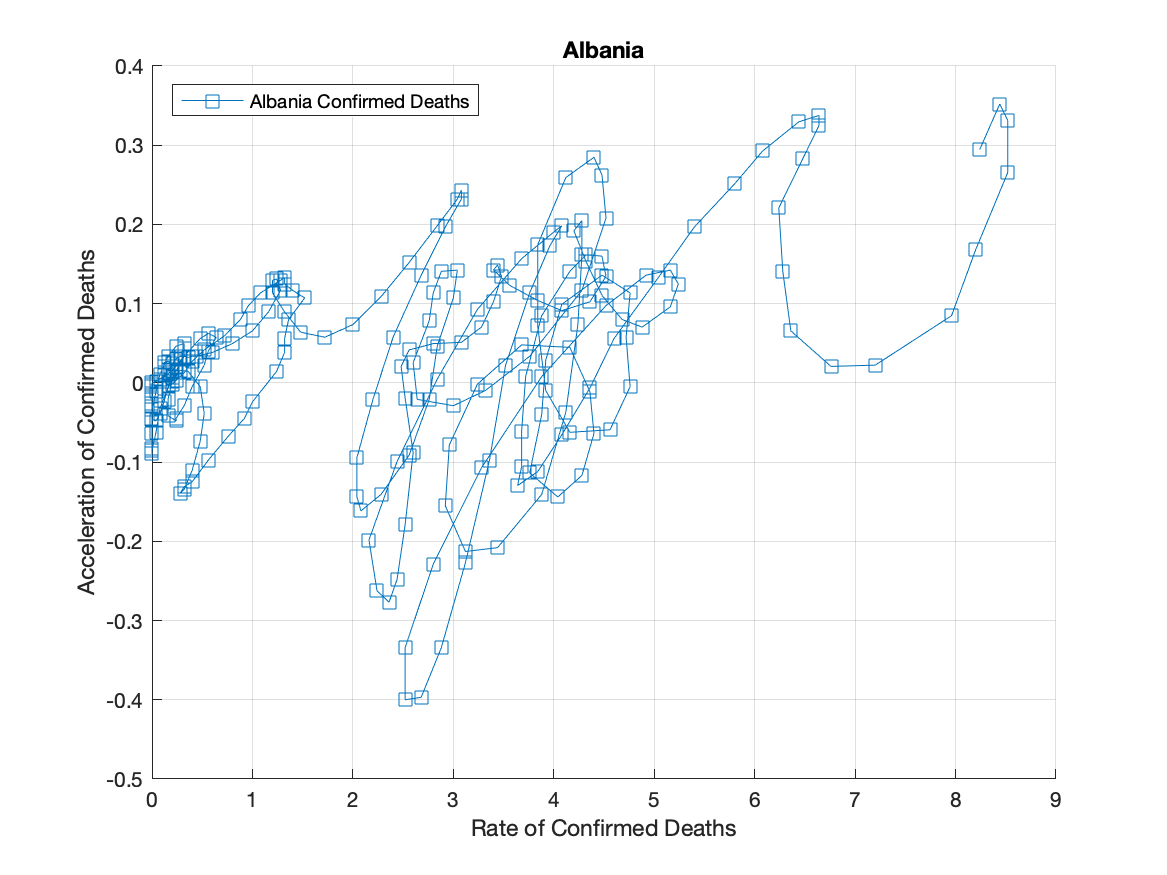 Albania
Albania Confirmed Deaths
Acceleration of Confirmed Deaths
0.4
0.3
0.2
0.1
0
-0.1
-0.2
-0.3
-0.4
-0.5
0 1 2 3 4 5 6 7 8 9
Rate of Confirmed Deaths